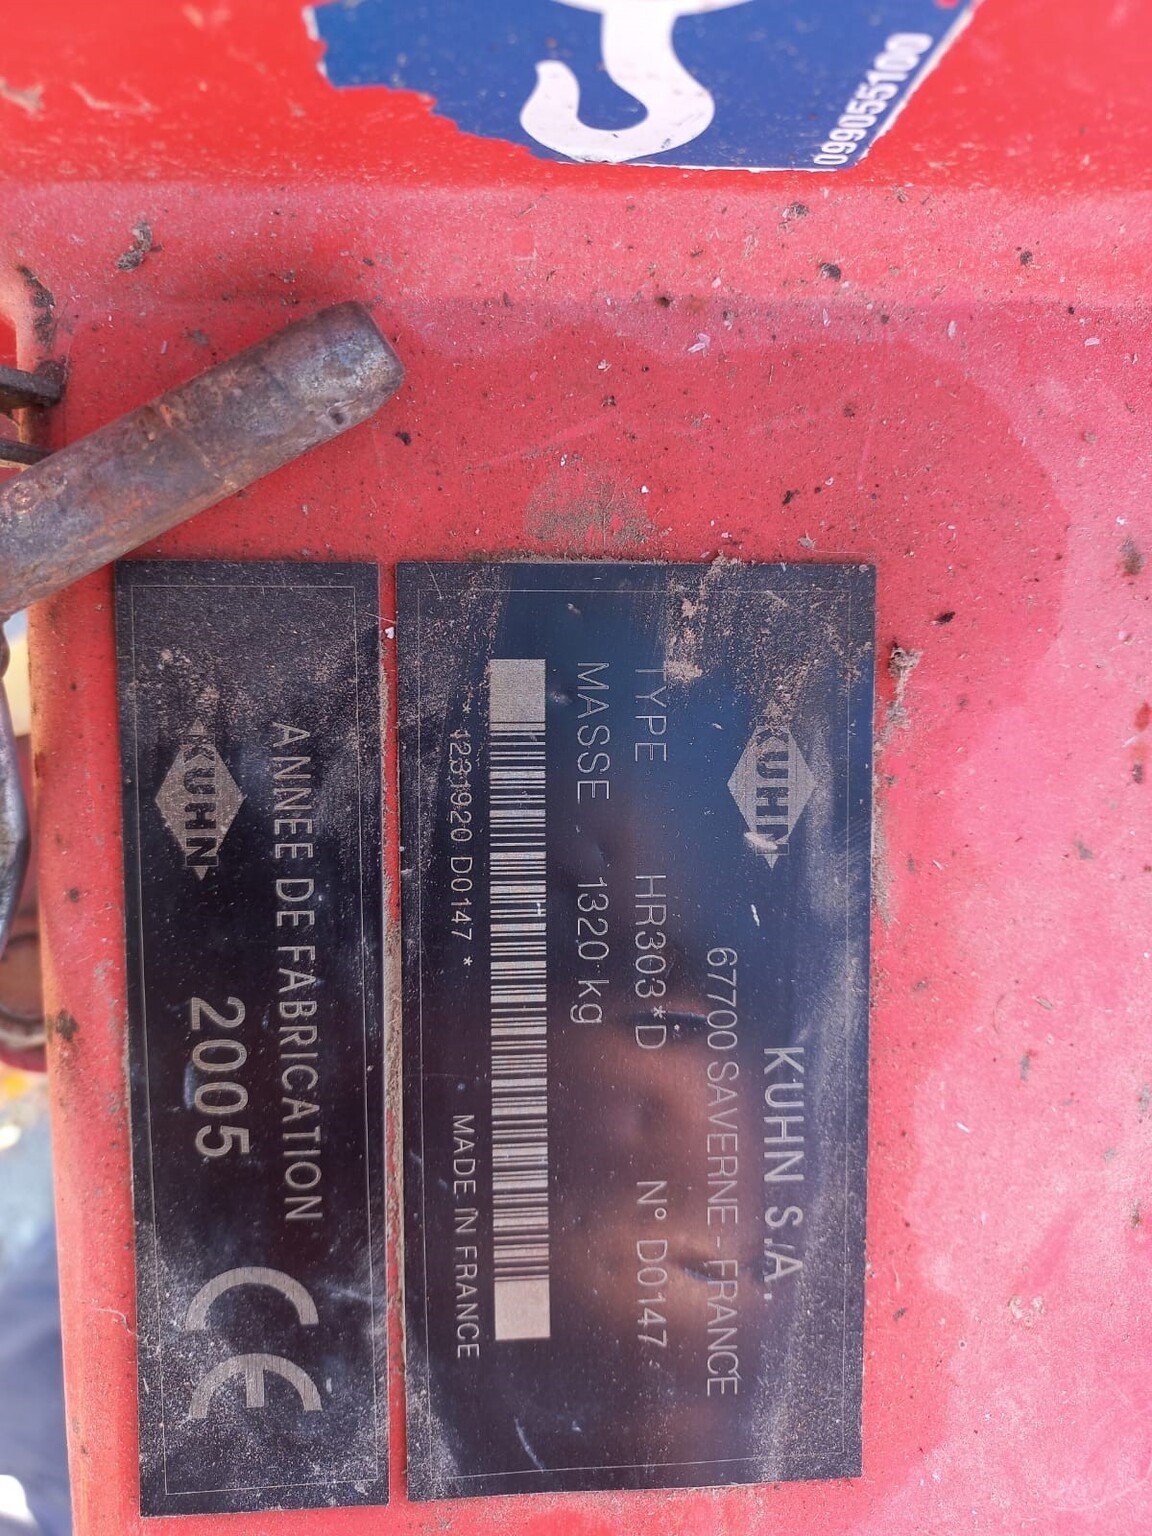 099055100
KUHN
KUHN S.A.
67700 SAVERNE - FRANCE
TYPE HR303*D N° D0147
MASSE 1320 kg
* 1231920 D0147 * MADE IN FRANCE
ANNEE DE FABRICATION
KUHN 2005 CE